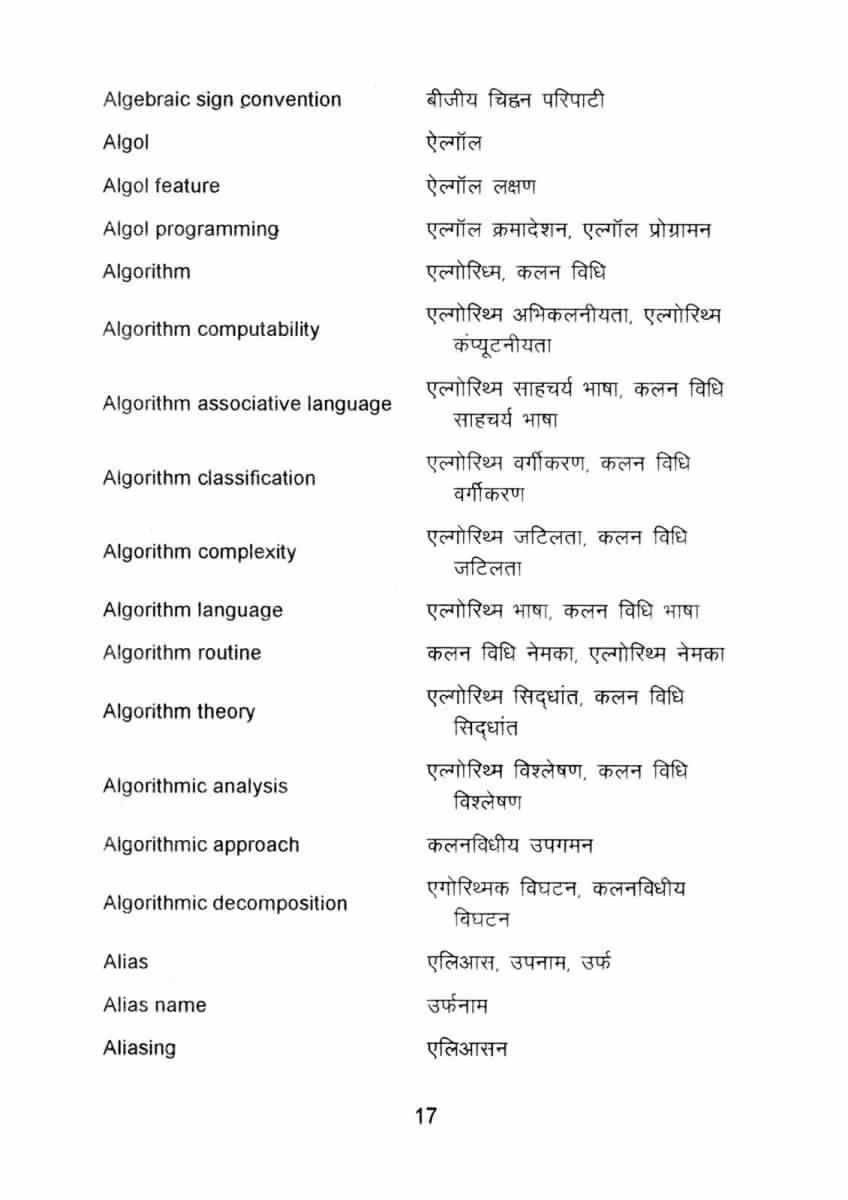 Algebraic sign convention बीजीय चिह्वन परिपाटी
Algol ऐल्गॉल
Algol feature ऐल्गॉल लक्षण
Algol programming एल्गॉल क्रमादेशन, एल्गॉल प्रोग्रामन
Algorithm एल्गोरिध्म, कलन विधि
Algorithm computability एल्गोरिथ्म अभिकलनीयता, एल्गोरिथ्म
कंप्यूटनीयता
Algorithm associative language एल्गोरिथ्म साहचर्य भाषा, कलन विधि
साहचर्य भाषा
Algorithm classification एल्गोरिथ्म वर्गीकरण, कलन विधि
वर्गीकरण
Algorithm complexity एल्गोरिथ्म जटिलता, कलन विधि
जटिलता
Algorithm language एल्गोरिथ्म भाषा, कलन विधि भाषा
Algorithm routine कलन विधि नेमका, एल्गोरिथ्म नेमका
Algorithm theory एल्गोरिथ्म सिद्धांत, कलन विधि
सिद्धांत
Algorithmic analysis एल्गोरिथ्म विश्लेषण, कलन विधि
विश्लेषण
Algorithmic approach कलनविधीय उपगमन
Algorithmic decomposition एगोरिथ्मक विघटन, कलनविधीय
विघटन
Alias एलिआस, उपनाम, उर्फ
Alias name उर्फनाम
Aliasing एलिआसन
17